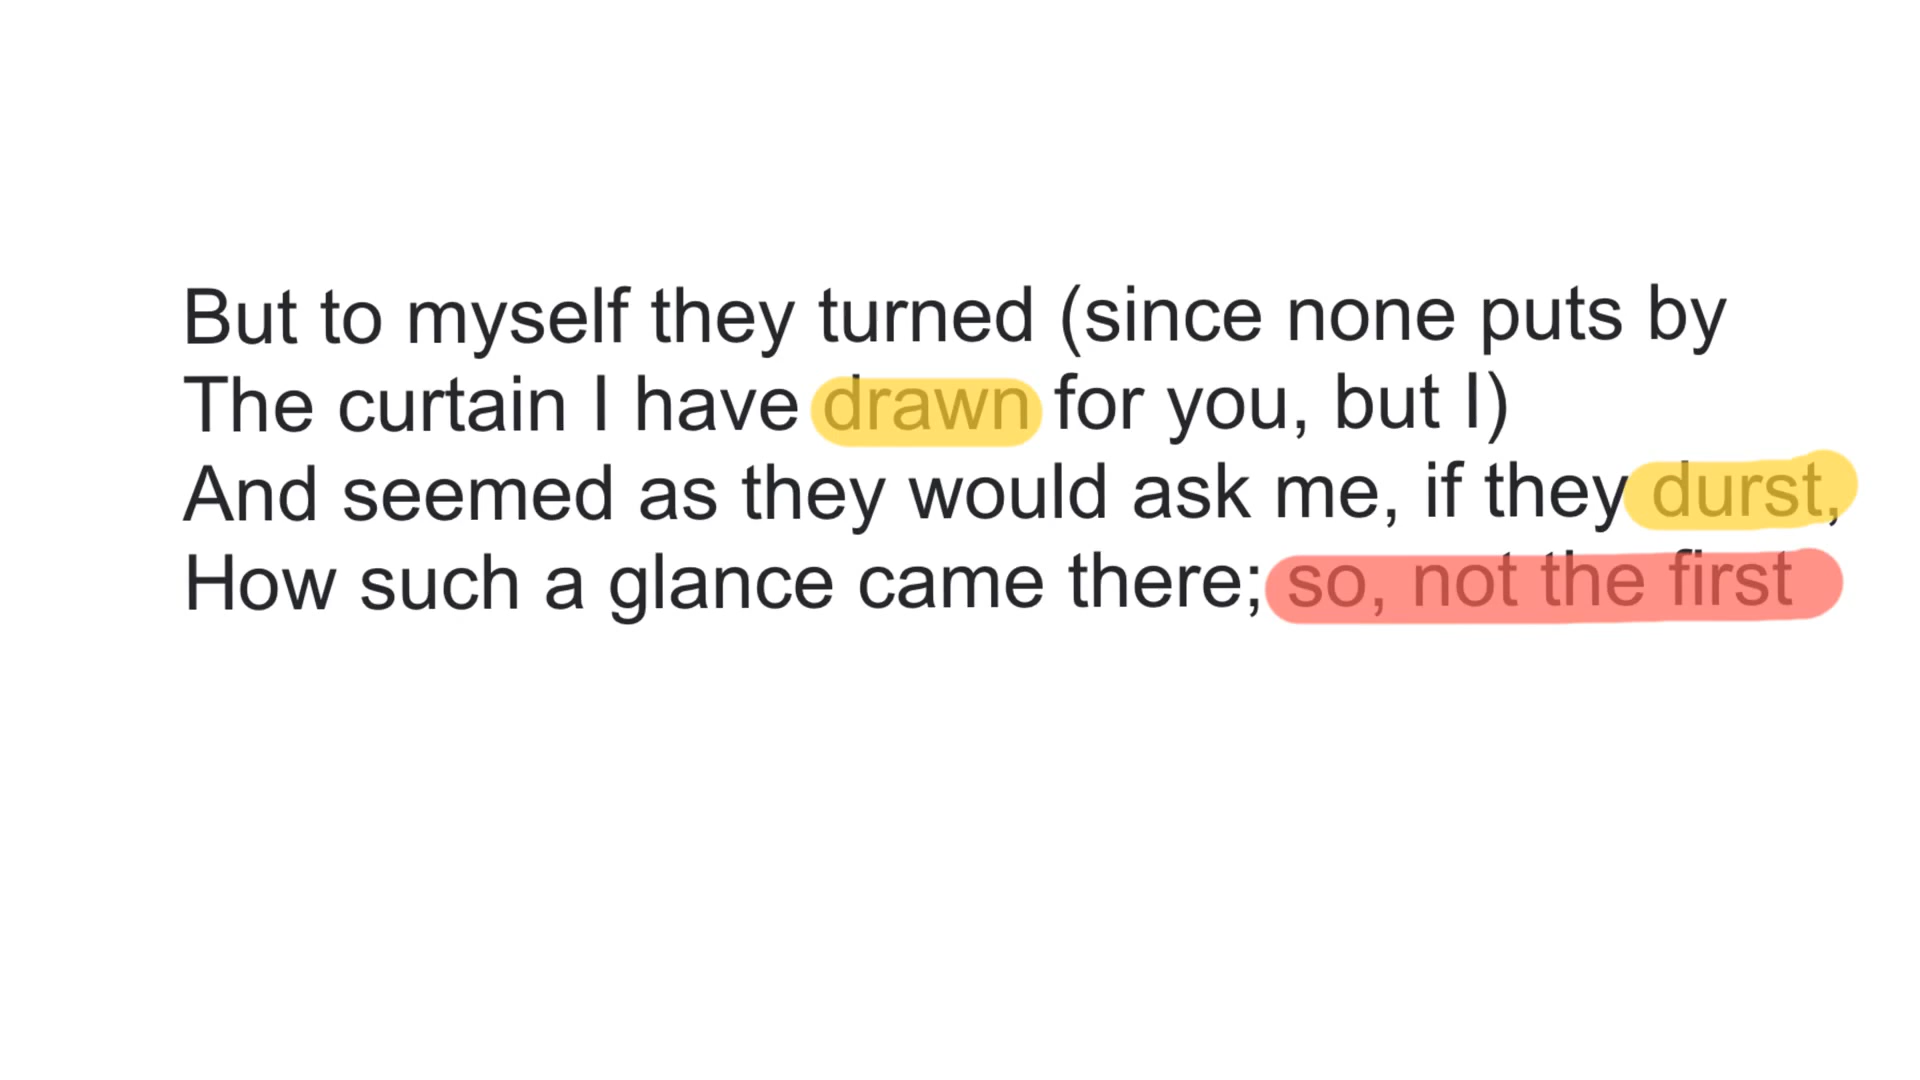 But to myself they turned (since none puts by
The curtain I have drawn for you, but I)
And seemed as they would ask me, if they durst,
How such a glance came there; so, not the first